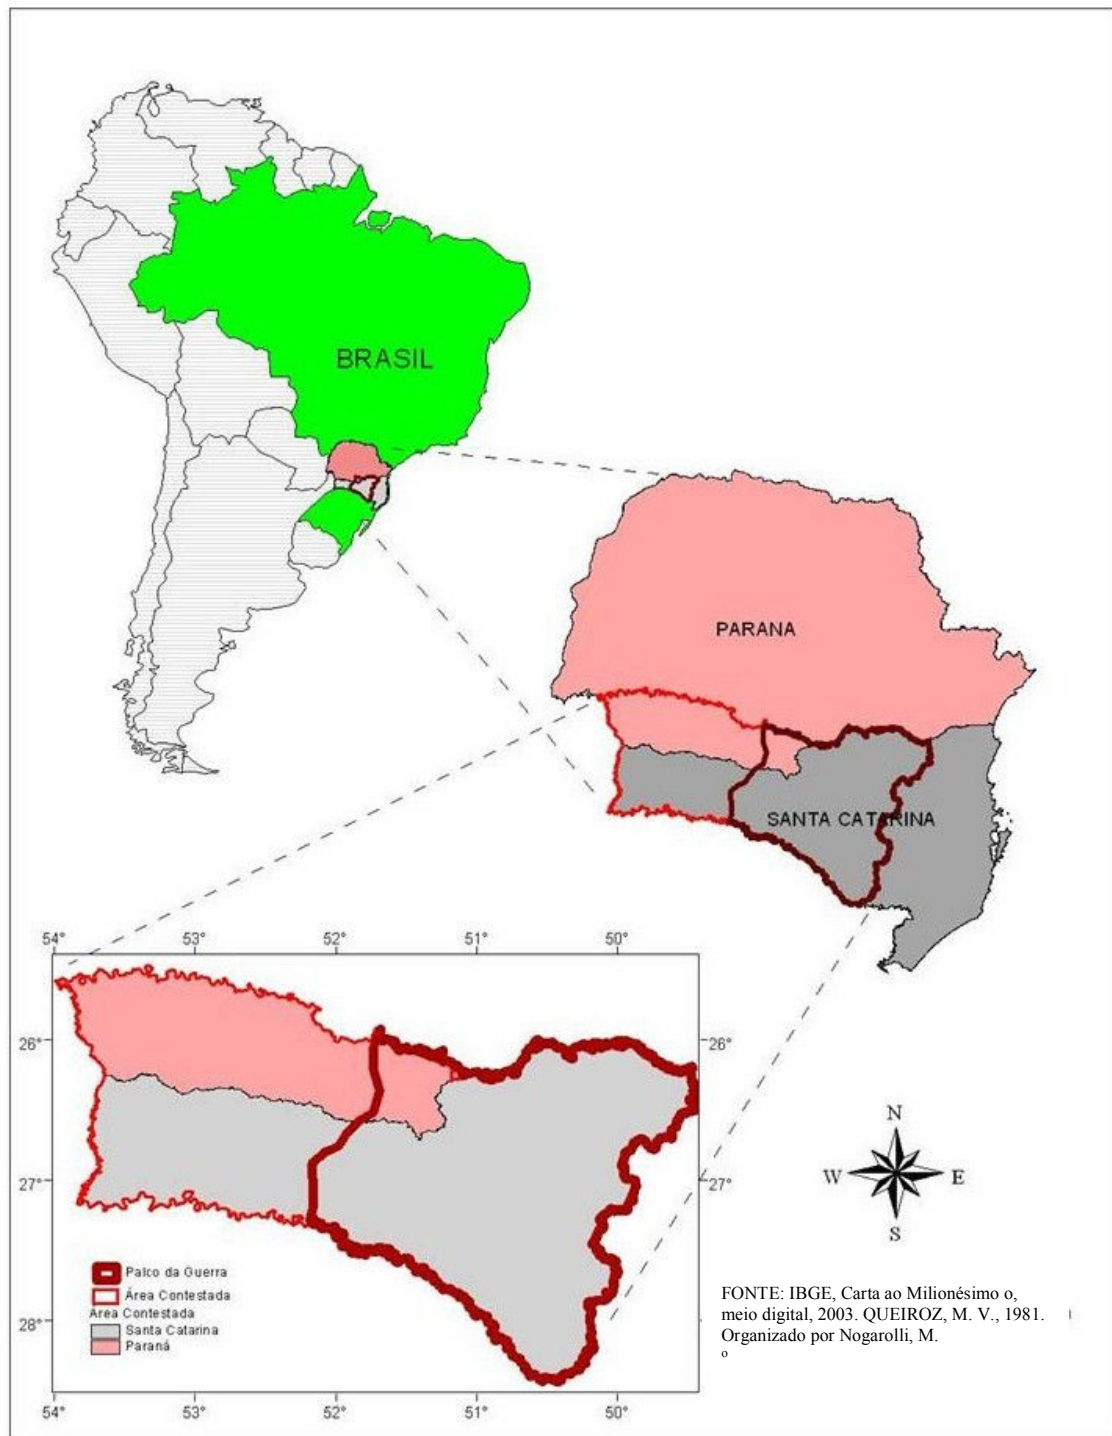 BRASIL
PARANA
SANTA CATARINA
54° 53° 52° 51° 50°
26° 26°
27° 27°
28°
54° 53° 52° 51° 50°
Palco da Guerra
Área Contestada
Area Contestada
Santa Catarina
Paraná
N
W E
S
FONTE: IBGE, Carta ao Milionésimo o,
meio digital, 2003. QUEIROZ, M. V., 1981.
Organizado por Nogarolli, M.
o